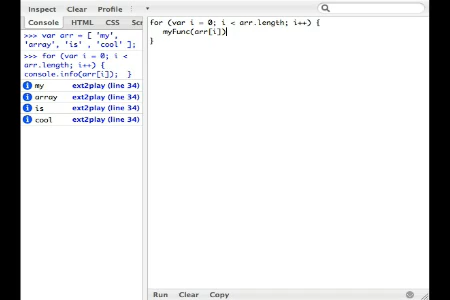 Inspect Clear Profile
Console HTML CSS Scr
>>> var arr = [ 'my',
'array', 'is' , 'cool' ];
>>> for (var i = 0; i <
arr.length; i++) {
console.info(arr[i]);  }
my ext2play (line 34)
array ext2play (line 34)
is ext2play (line 34)
cool ext2play (line 34)
for (var i = 0; i < arr.length; i++) {
myFunc(arr[i])
}
Run Clear Copy